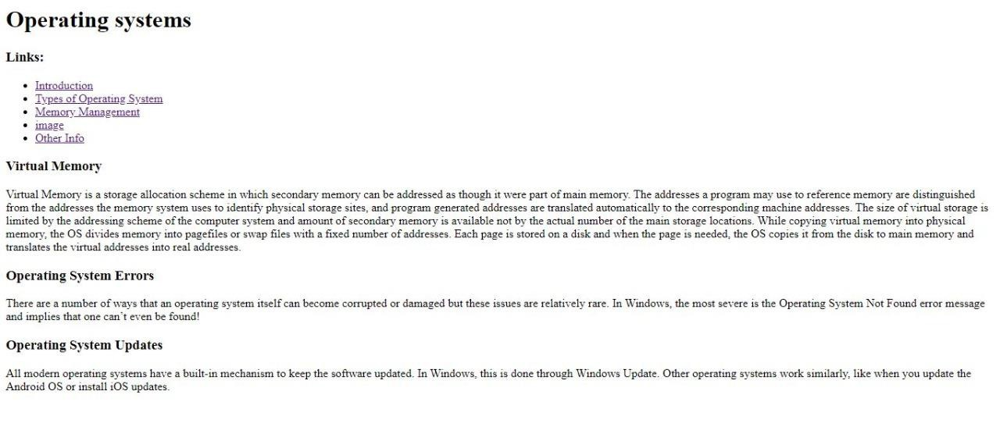 Operating systems
Links:
Introduction
Types of Operating System
Memory Management
image
Other Info
Virtual Memory
Virtual Memory is a storage allocation scheme in which secondary memory can be addressed as though it were part of main memory. The addresses a program may use to reference memory are distinguished
from the addresses the memory system uses to identify physical storage sites, and program generated addresses are translated automatically to the corresponding machine addresses. The size of virtual storage is
limited by the addressing scheme of the computer system and amount of secondary memory is available not by the actual number of the main storage locations. While copying virtual memory into physical
memory, the OS divides memory into pagefiles or swap files with a fixed number of addresses. Each page is stored on a disk and when the page is needed, the OS copies it from the disk to main memory and
translates the virtual addresses into real addresses.
Operating System Errors
There are a number of ways that an operating system itself can become corrupted or damaged but these issues are relatively rare. In Windows, the most severe is the Operating System Not Found error message
and implies that one can't even be found!
Operating System Updates
All modern operating systems have a built-in mechanism to keep the software updated. In Windows, this is done through Windows Update. Other operating systems work similarly, like when you update the
Android OS or install iOS updates.